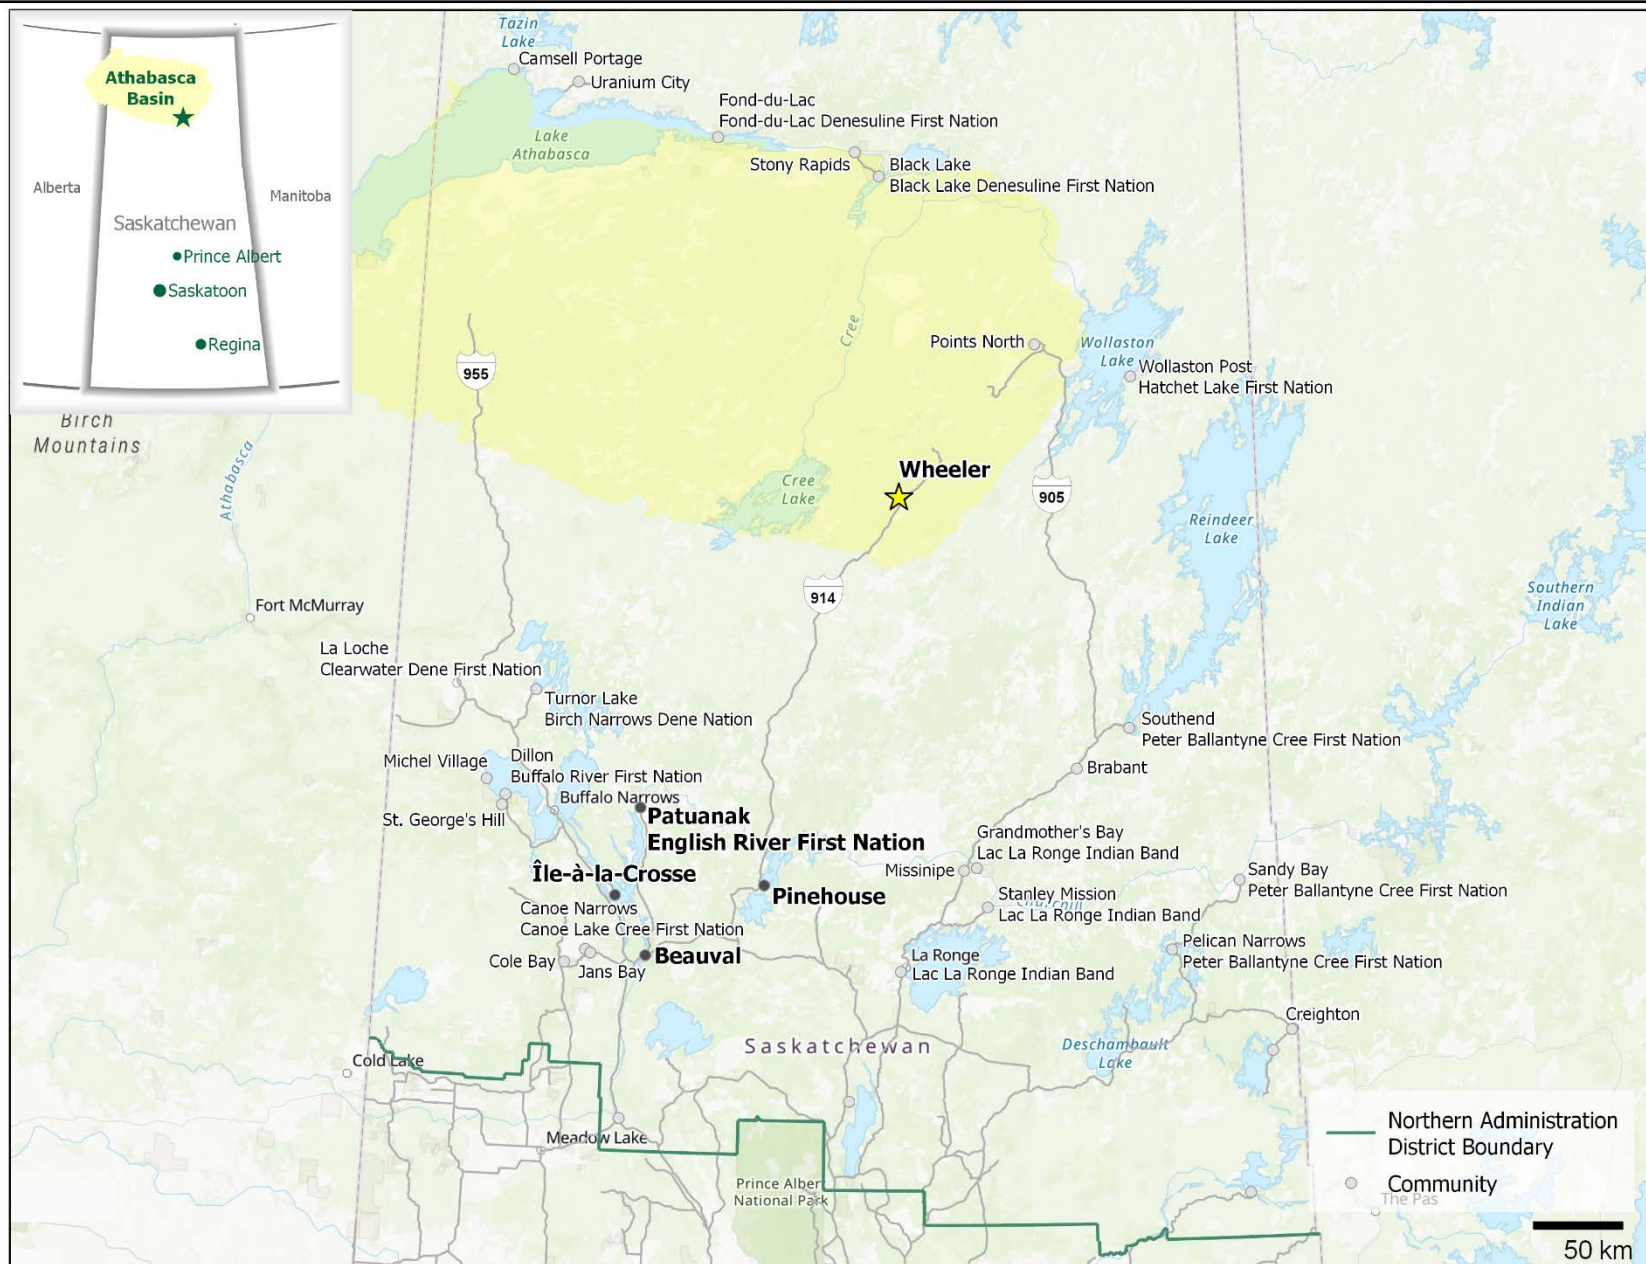 Athabasca
Basin
Alberta
Manitoba
Saskatchewan
Prince Albert
Saskatoon
Regina
Tazin
Lake
Camsell Portage
Uranium City
Fond-du-Lac
Fond-du-Lac Denesuline First Nation
Lake
Athabasca
Stony Rapids
Black Lake
Black Lake Denesuline First Nation
Cree
Points North
Wollaston
Lake
Wollaston Post
Hatchet Lake First Nation
955
Birch
Mountains
Athabasca
Wheeler
Cree
Lake
905
Reindeer
Lake
914
Southern
Indian
Lake
Fort McMurray
La Loche
Clearwater Dene First Nation
Turnor Lake
Birch Narrows Dene Nation
Southend
Peter Ballantyne Cree First Nation
Michel Village
Dillon
Buffalo River First Nation
Buffalo Narrows
Brabant
St. George's Hill
Patuanak
English River First Nation
Grandmother's Bay
Lac La Ronge Indian Band
Missinipe
Île-à-la-Crosse
Sandy Bay
Peter Ballantyne Cree First Nation
Pinehouse
Stanley Mission
Churchill
Lac La Ronge Indian Band
Canoe Narrows
Canoe Lake Cree First Nation
Pelican Narrows
Peter Ballantyne Cree First Nation
Cole Bay
Jans Bay
Beauval
La Ronge
Lac La Ronge Indian Band
Creighton
Saskatchewan
Deschambault
Lake
Cold Lake
Meadow Lake
Prince Alber
National Park
Northern Administration
District Boundary
Community
The Pas
50 km